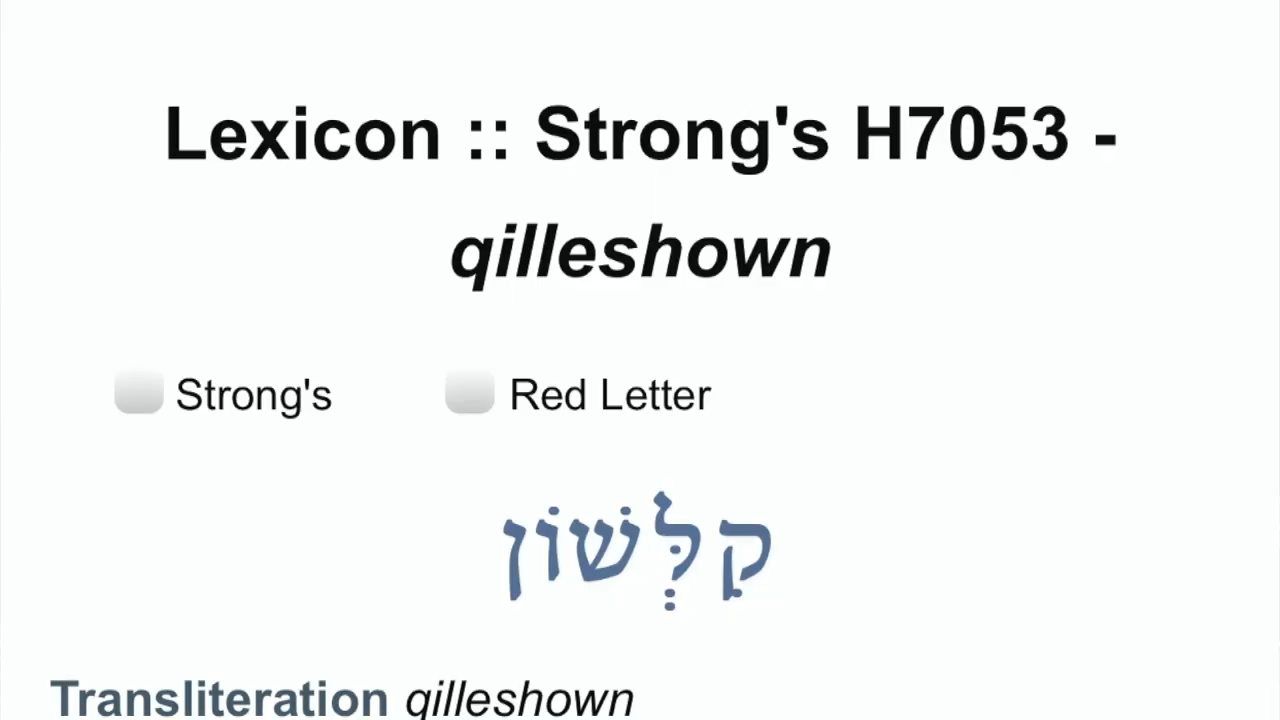 Lexicon :: Strong's H7053 -
qilleshown
Strong's Red Letter
קִלְּשׁוֹן
Transliteration qilleshown